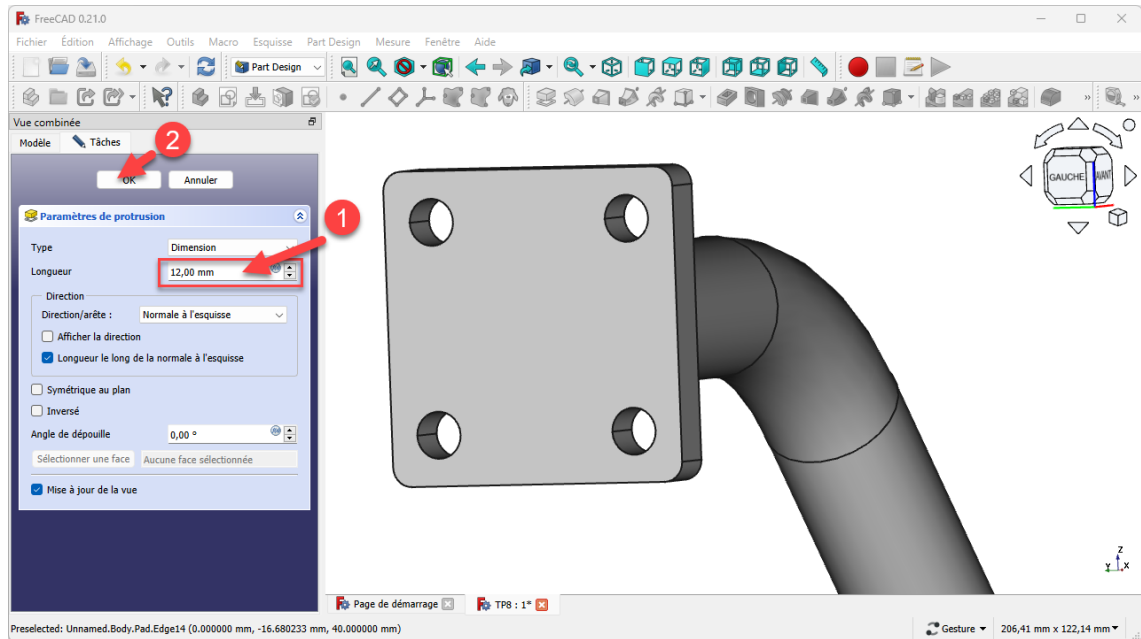 FreeCAD 0.21.0
Fichier Édition Affichage Outils Macro Esquisse Part Design Mesure Fenêtre Aide
Part Design
Vue combinée
Modèle Tâches
2
OK Annuler
Paramètres de protrusion
1
Type Dimension
Longueur 12,00 mm
Direction
Direction/arête : Normale à l'esquisse
Afficher la direction
Longueur le long de la normale à l'esquisse
Symétrique au plan
Inversé
Angle de dépouille 0,00 °
Sélectionner une face Aucune face sélectionnée
Mise à jour de la vue
GAUCHE AVANT
Z
Y X
Page de démarrage TP8 : 1*
Preselected: Unnamed.Body.Pad.Edge14 (0.000000 mm, -16.680233 mm, 40.000000 mm) Gesture 206,41 mm x 122,14 mm